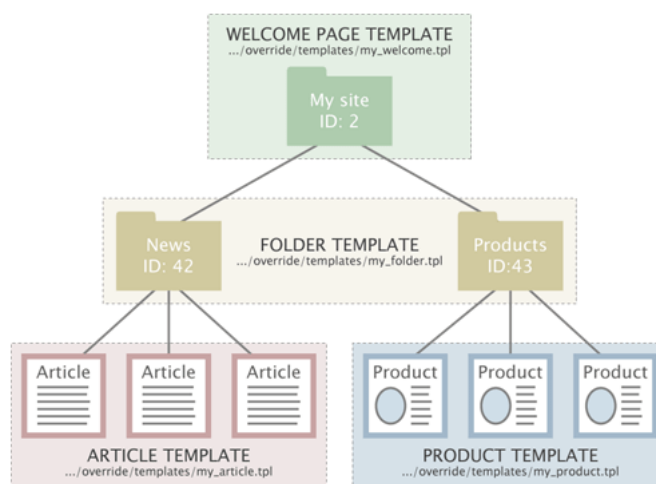 WELCOME PAGE TEMPLATE
.../override/templates/my_welcome.tpl
My site
ID: 2
News
ID: 42
FOLDER TEMPLATE
.../override/templates/my_folder.tpl
Products
ID:43
Article
Article
Article
Product
Product
Product
ARTICLE TEMPLATE
.../override/templates/my_article.tpl
PRODUCT TEMPLATE
.../override/templates/my_product.tpl